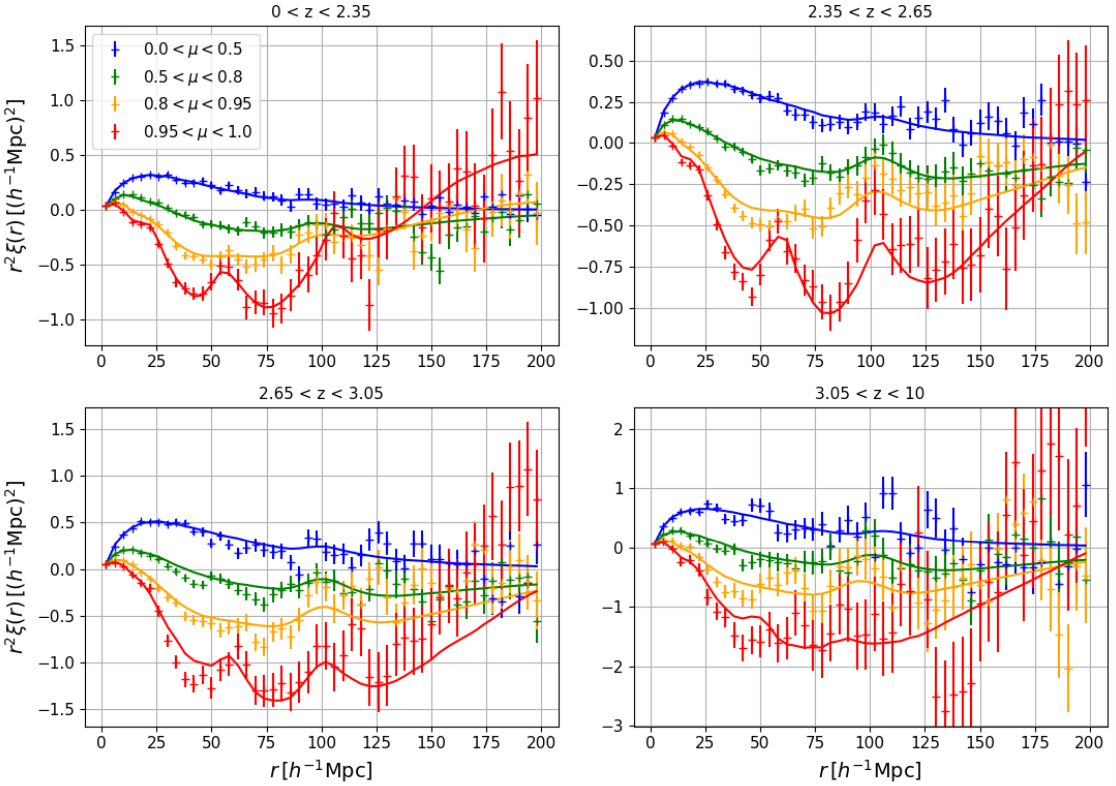 0 < z < 2.35
1.5
1.0
0.5
0.0
−0.5
−1.0
0 25 50 75 100 125 150 175 200
r²ξ(r) [(h⁻¹Mpc)²]
0.0 < μ < 0.5
0.5 < μ < 0.8
0.8 < μ < 0.95
0.95 < μ < 1.0
2.35 < z < 2.65
0.50
0.25
0.00
−0.25
−0.50
−0.75
−1.00
0 25 50 75 100 125 150 175 200
2.65 < z < 3.05
1.5
1.0
0.5
0.0
−0.5
−1.0
−1.5
0 25 50 75 100 125 150 175 200
r²ξ(r) [(h⁻¹Mpc)²]
r [h⁻¹Mpc]
3.05 < z < 10
2
1
0
−1
−2
−3
0 25 50 75 100 125 150 175 200
r [h⁻¹Mpc]